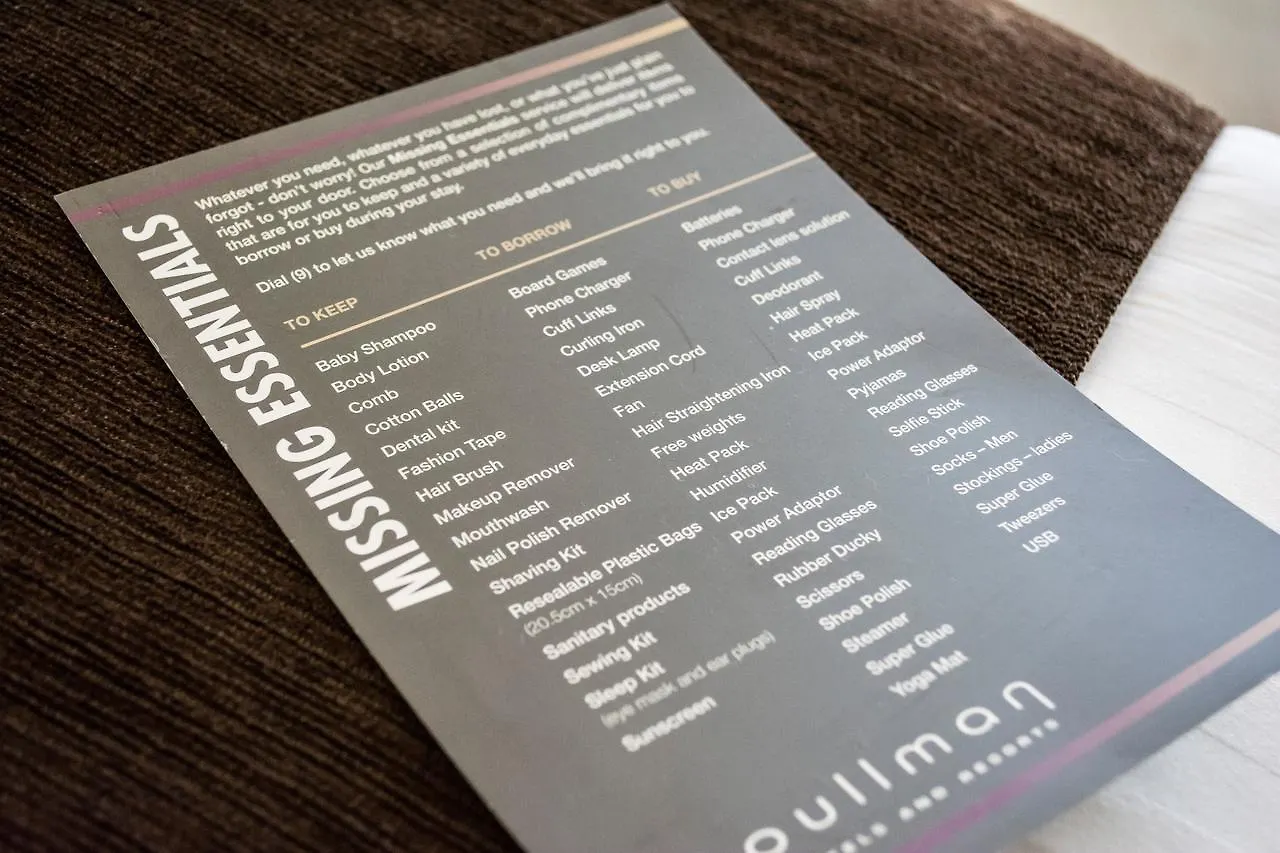 MISSING ESSENTIALS
Whatever you need, whatever you have lost, or what you've just plain
forgot - don't worry! Our Missing Essentials service will deliver items
right to your door. Choose from a selection of complimentary items
that are for you to keep and a variety of everyday essentials for you to
borrow or buy during your stay.
Dial (9) to let us know what you need and we'll bring it right to you.
TO KEEP
Baby Shampoo
Body Lotion
Comb
Cotton Balls
Dental kit
Fashion Tape
Hair Brush
Makeup Remover
Mouthwash
Nail Polish Remover
Shaving Kit
Resealable Plastic Bags
(20.5cm x 15cm)
Sanitary products
Sewing Kit
Sleep Kit
(eye mask and ear plugs)
Sunscreen
TO BORROW
Board Games
Phone Charger
Cuff Links
Curling Iron
Desk Lamp
Extension Cord
Fan
Hair Straightening Iron
Free weights
Heat Pack
Humidifier
Ice Pack
Power Adaptor
Reading Glasses
Rubber Ducky
Scissors
Shoe Polish
Steamer
Super Glue
Yoga Mat
TO BUY
Batteries
Phone Charger
Contact lens solution
Cuff Links
Deodorant
Hair Spray
Heat Pack
Ice Pack
Power Adaptor
Pyjamas
Reading Glasses
Selfie Stick
Shoe Polish
Socks – Men
Stockings – ladies
Super Glue
Tweezers
USB
pullman
AND RESORTS